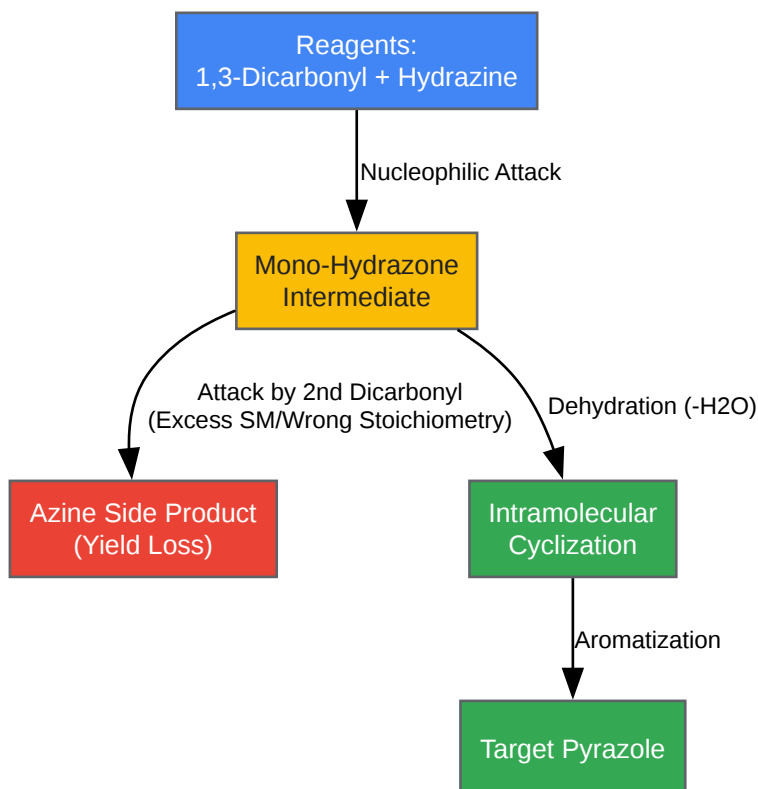 Reagents:
1,3-Dicarbonyl + Hydrazine
Nucleophilic Attack
Mono-Hydrazone
Intermediate
Attack by 2nd Dicarbonyl
(Excess SM/Wrong Stoichiometry)
Dehydration (-H2O)
Azine Side Product
(Yield Loss)
Intramolecular
Cyclization
Aromatization
Target Pyrazole